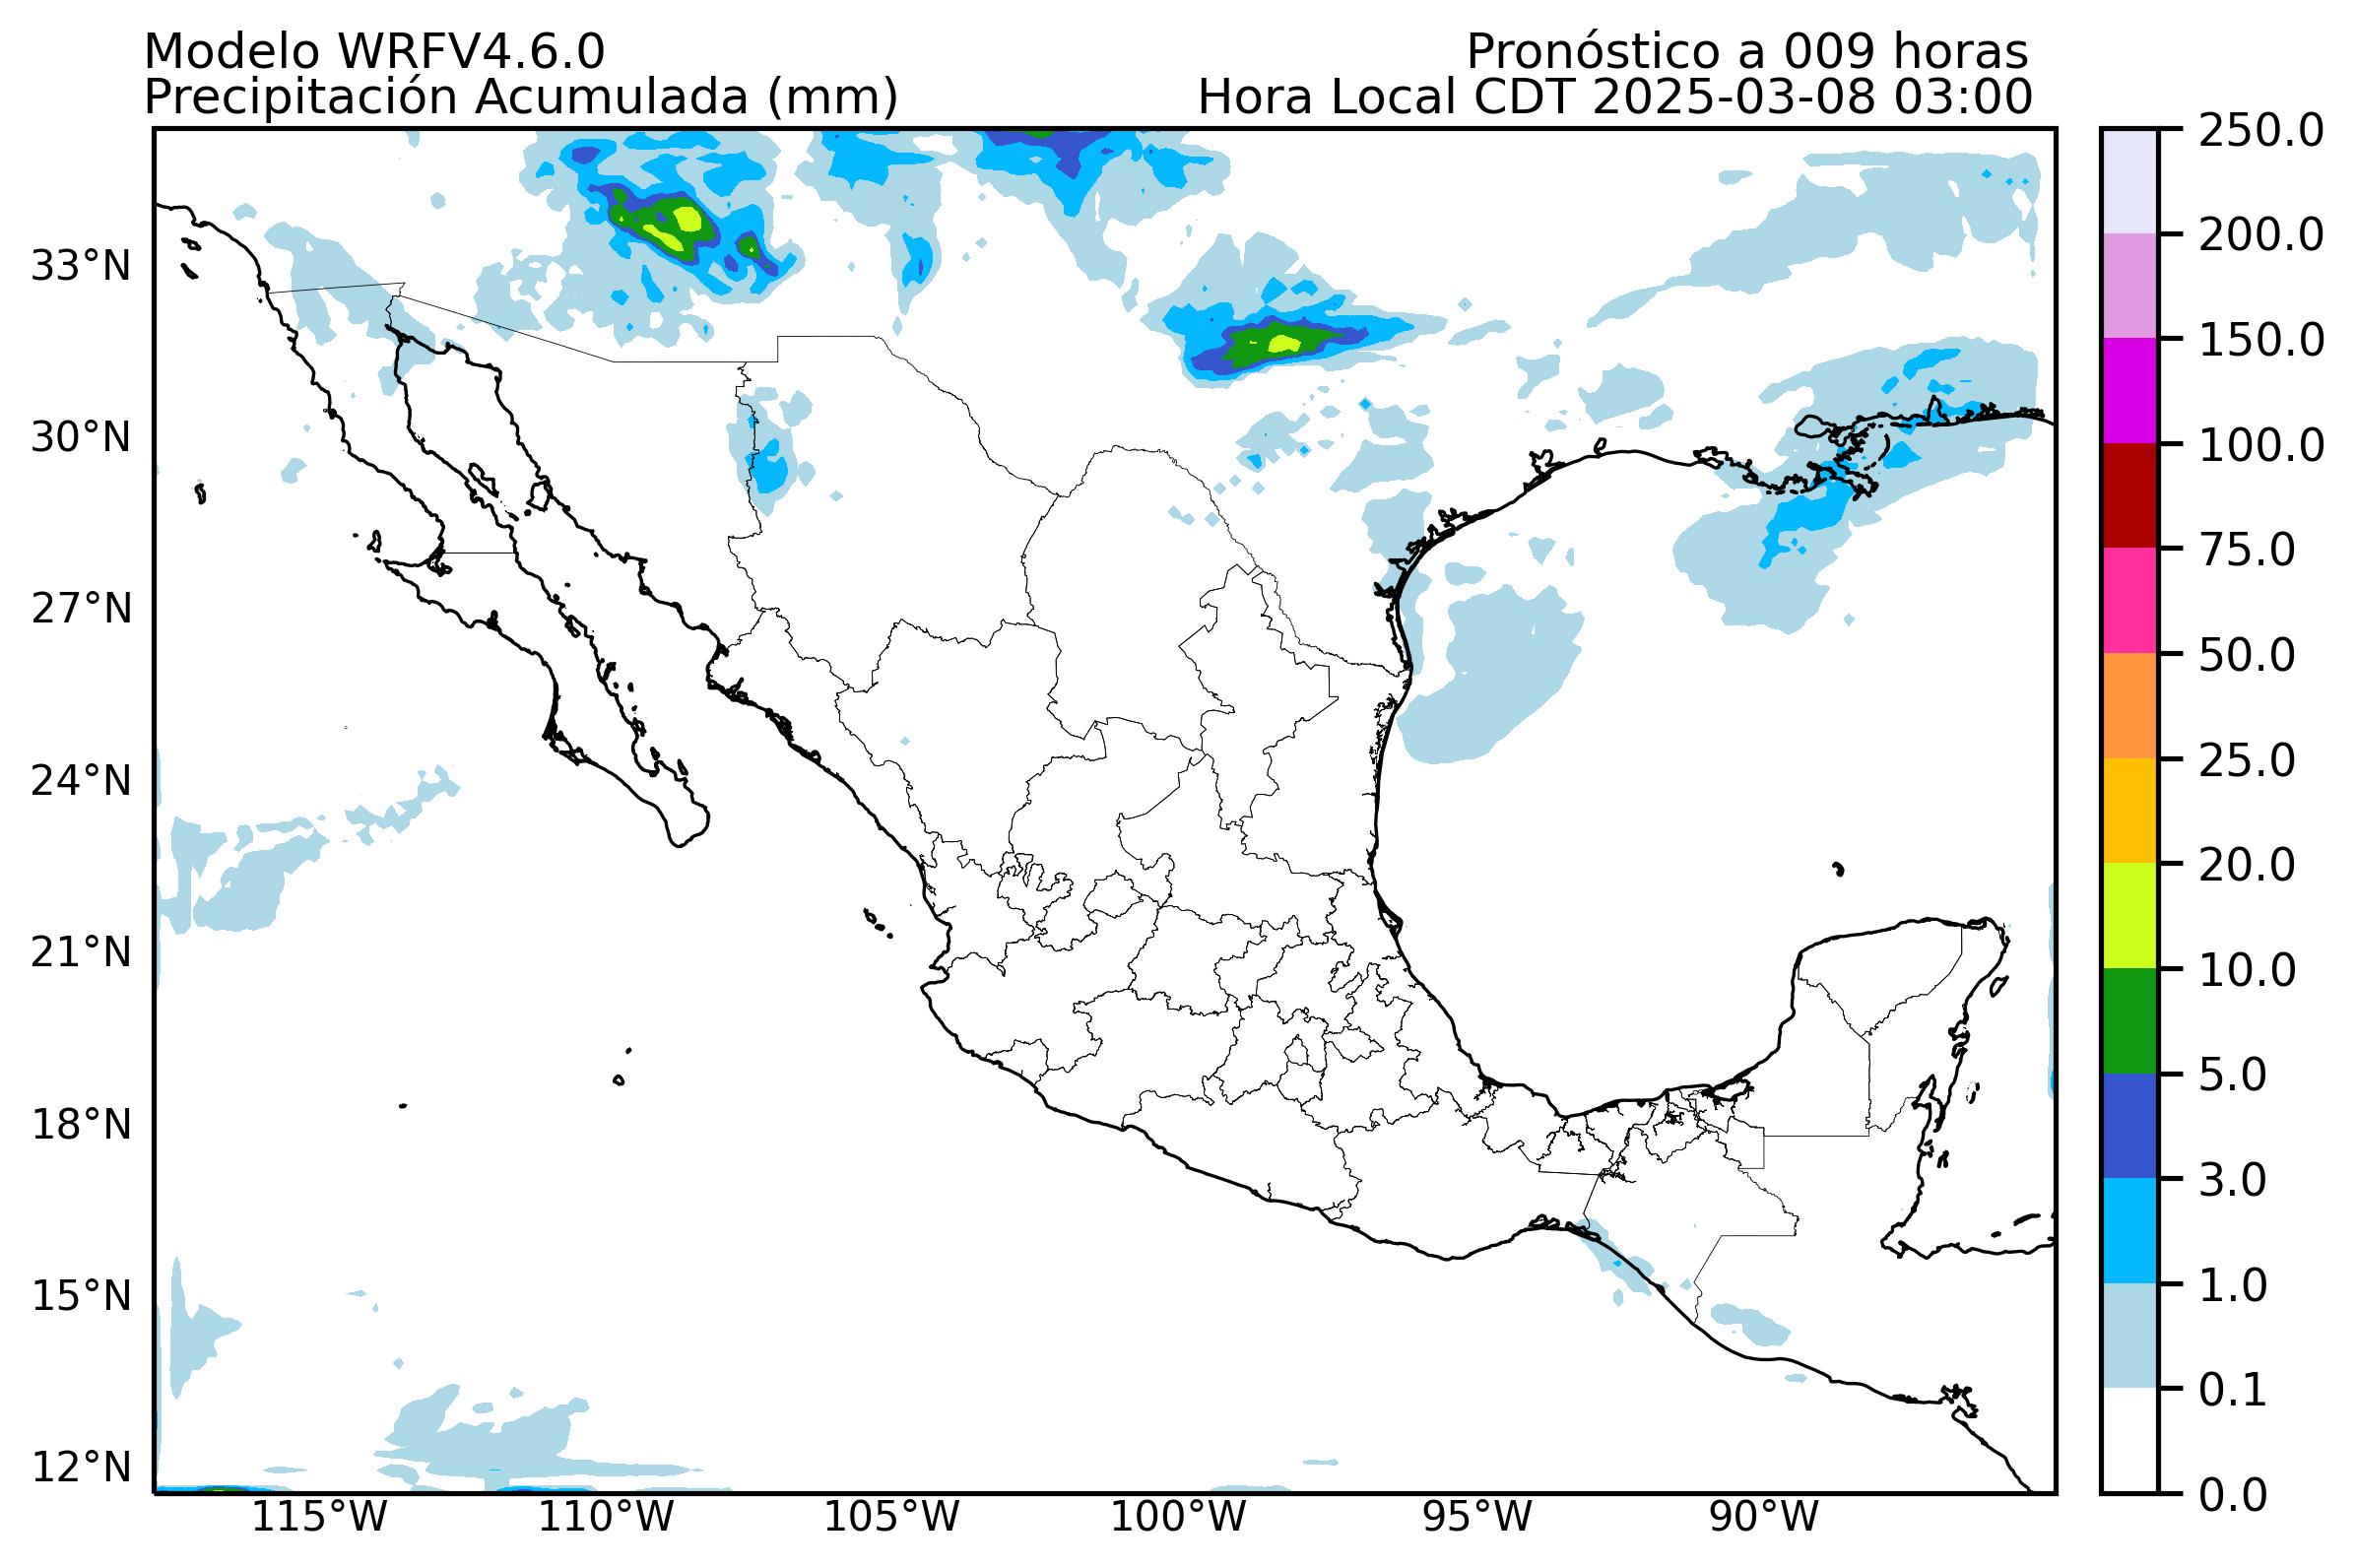 Modelo WRFV4.6.0
Pronóstico a 009 horas
Precipitación Acumulada (mm)
Hora Local CDT 2025-03-08 03:00
33°N
30°N
27°N
24°N
21°N
18°N
15°N
12°N
115°W
110°W
105°W
100°W
95°W
90°W
250.0
200.0
150.0
100.0
75.0
50.0
25.0
20.0
10.0
5.0
3.0
1.0
0.1
0.0